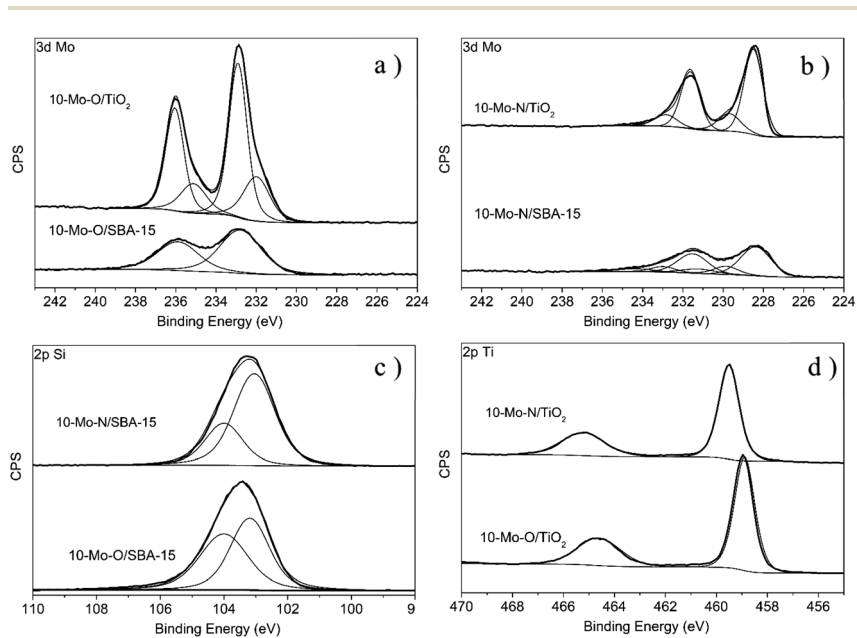 3d Mo
a )
10-Mo-O/TiO2
10-Mo-O/SBA-15
CPS
242 240 238 236 234 232 230 228 226 224
Binding Energy (eV)
3d Mo
b )
10-Mo-N/TiO2
10-Mo-N/SBA-15
CPS
242 240 238 236 234 232 230 228 226 224
Binding Energy (eV)
2p Si
c )
10-Mo-N/SBA-15
10-Mo-O/SBA-15
CPS
110 108 106 104 102 100 9
Binding Energy (eV)
2p Ti
d )
10-Mo-N/TiO2
10-Mo-O/TiO2
CPS
470 468 466 464 462 460 458 456
Binding Energy (eV)